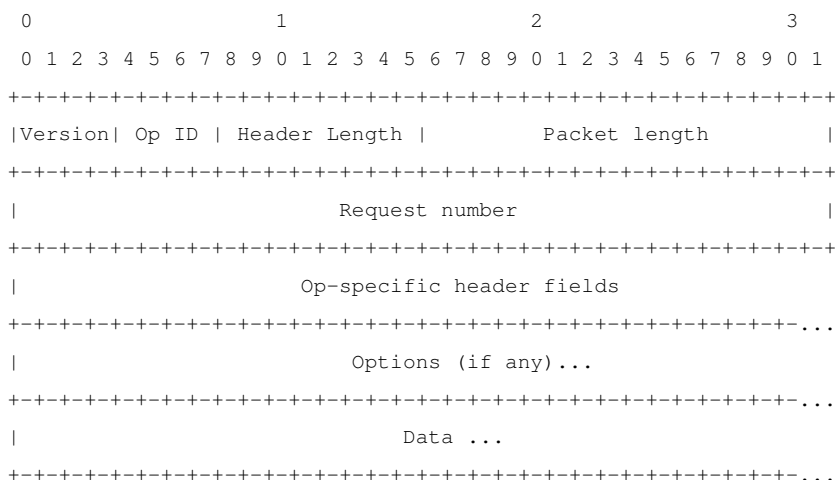 0                   1                   2                   3
 0 1 2 3 4 5 6 7 8 9 0 1 2 3 4 5 6 7 8 9 0 1 2 3 4 5 6 7 8 9 0 1
+-+-+-+-+-+-+-+-+-+-+-+-+-+-+-+-+-+-+-+-+-+-+-+-+-+-+-+-+-+-+-+-+
|Version| Op ID | Header Length |         Packet length         |
+-+-+-+-+-+-+-+-+-+-+-+-+-+-+-+-+-+-+-+-+-+-+-+-+-+-+-+-+-+-+-+-+
|                         Request number                        |
+-+-+-+-+-+-+-+-+-+-+-+-+-+-+-+-+-+-+-+-+-+-+-+-+-+-+-+-+-+-+-+-+
|                      Op-specific header fields
+-+-+-+-+-+-+-+-+-+-+-+-+-+-+-+-+-+-+-+-+-+-+-+-+-+-+-+-+-+-+-...
|                          Options (if any)...
+-+-+-+-+-+-+-+-+-+-+-+-+-+-+-+-+-+-+-+-+-+-+-+-+-+-+-+-+-+-+-...
|                              Data ...
+-+-+-+-+-+-+-+-+-+-+-+-+-+-+-+-+-+-+-+-+-+-+-+-+-+-+-+-+-+-+-...